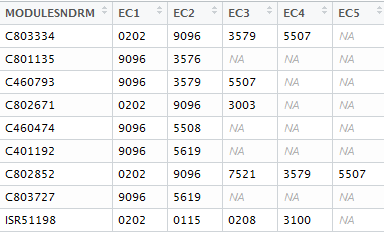 MODULESNDRM EC1 EC2 EC3 EC4 EC5
C803334 0202 9096 3579 5507 NA
C801135 9096 3576 NA NA NA
C460793 9096 3579 5507 NA NA
C802671 0202 9096 3003 NA NA
C460474 9096 5508 NA NA NA
C401192 9096 5619 NA NA NA
C802852 0202 9096 7521 3579 5507
C803727 9096 5619 NA NA NA
ISR51198 0202 0115 0208 3100 NA